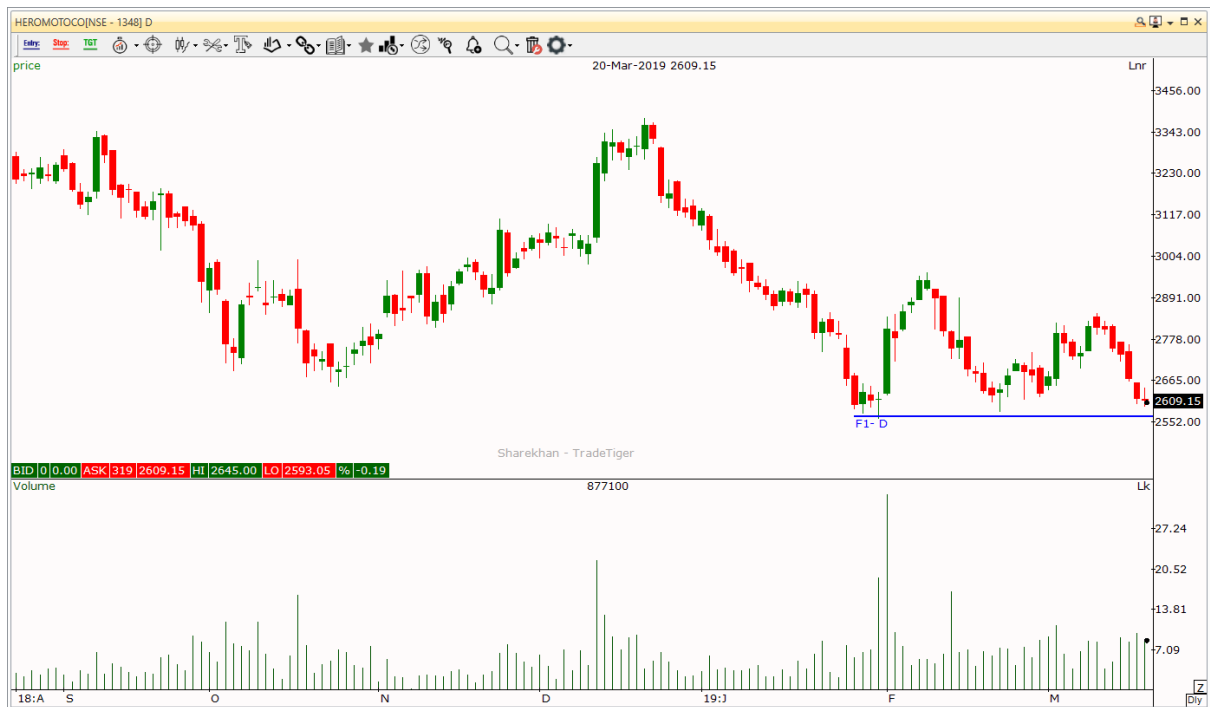 HEROMOTOCO[NSE - 1348] D
Entry: Stop: TGT
price 20-Mar-2019 2609.15 Lnr
3456.00
3343.00
3230.00
3117.00
3004.00
2891.00
2778.00
2665.00
2609.15
2552.00
F1- D
Sharekhan - TradeTiger
BID 0 0.00 ASK 319 2609.15 HI 2645.00 LO 2593.05 % -0.19
Volume 877100 Lk
27.24
20.52
13.81
7.09
18:A S O N D 19:J F M
Z
Dly